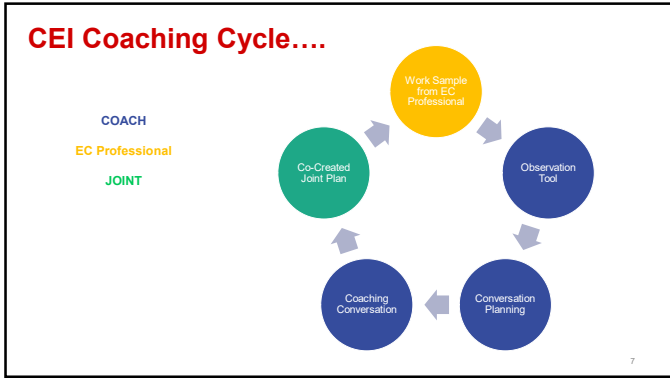 CEI Coaching Cycle….
COACH
EC Professional
JOINT
Work Sample
from EC
Professional
Observation
Tool
Conversation
Planning
Coaching
Conversation
Co-Created
Joint Plan
7